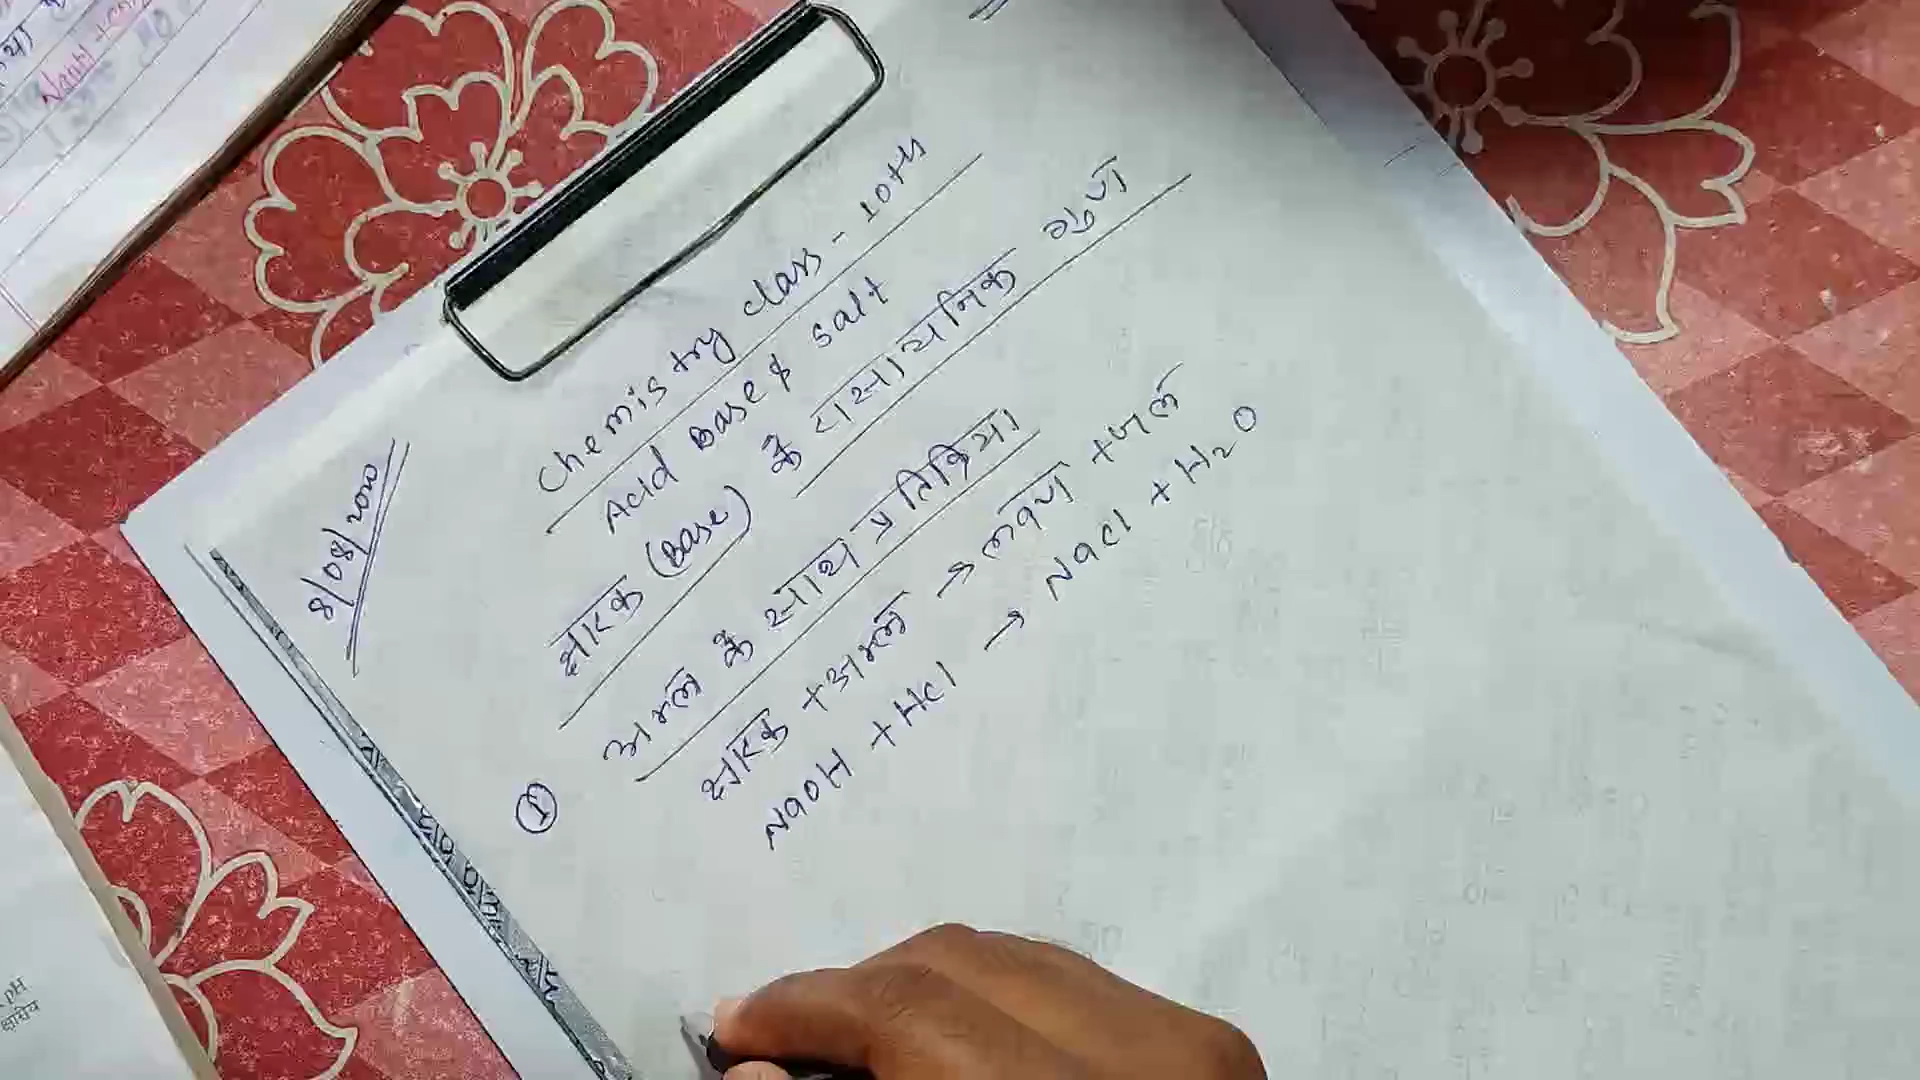 8/08/2020
Chemistry class - 10th
Acid Base & salt
क्षारक (Base) के रासायनिक गुण
① अम्ल के साथ प्रतिक्रिया
क्षारक + अम्ल → लवण + जल
NaOH + HCl → NaCl + H₂O
pH
क्षारीय